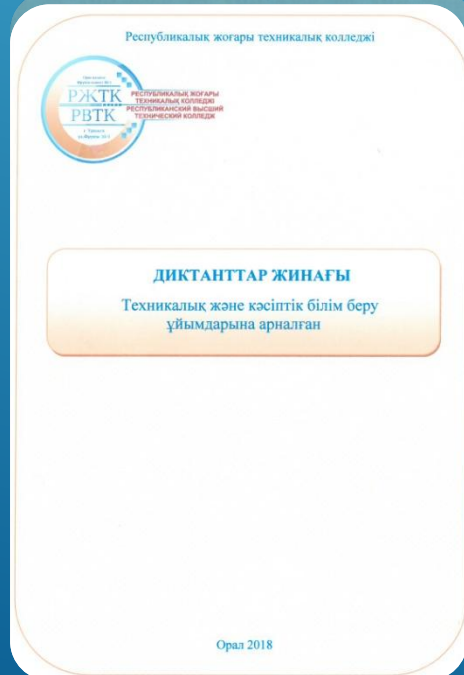 Республикалық жоғары техникалық колледжі
РЖТК
РВТК
РЕСПУБЛИКАЛЫҚ ЖОҒАРЫ
ТЕХНИКАЛЫҚ КОЛЛЕДЖІ
РЕСПУБЛИКАНСКИЙ ВЫСШИЙ
ТЕХНИЧЕСКИЙ КОЛЛЕДЖ
ДИКТАНТТАР ЖИНАҒЫ
Техникалық және кәсіптік білім беру
ұйымдарына арналған
Орал 2018